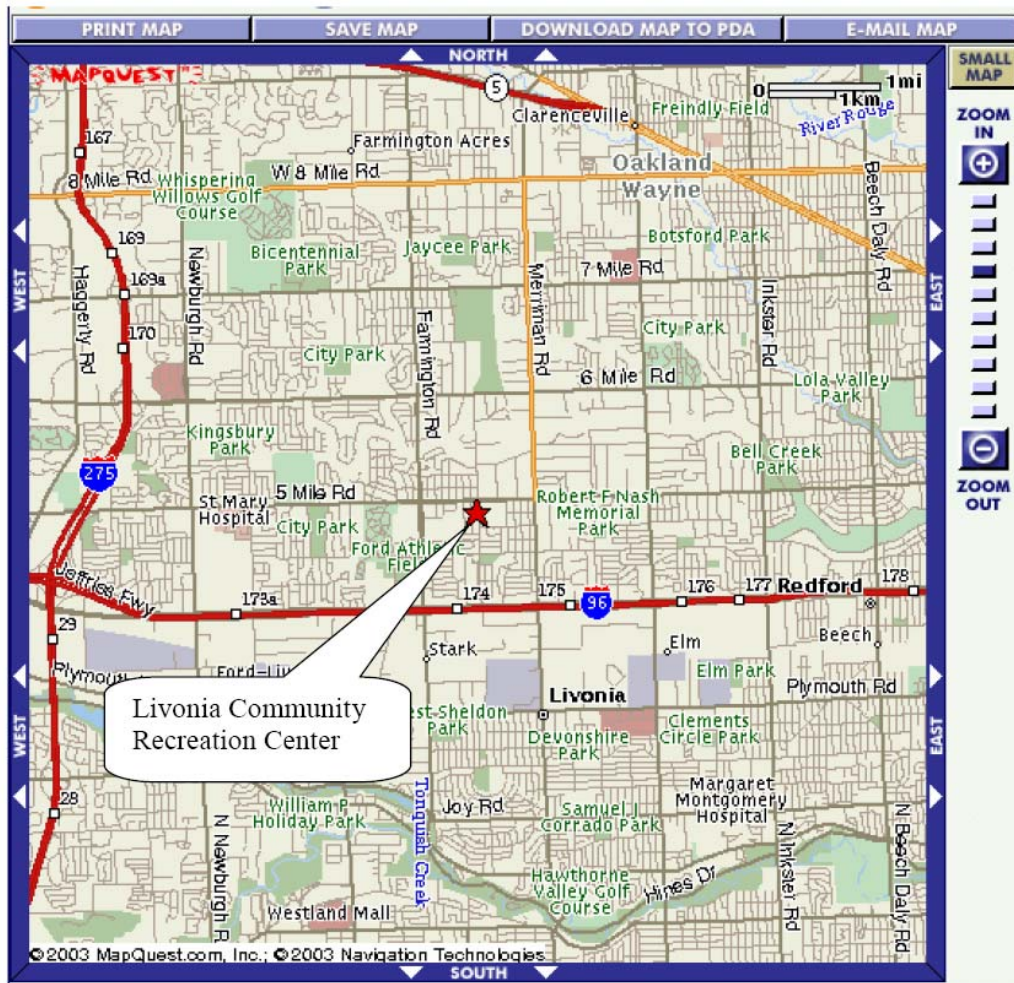 PRINT MAP
SAVE MAP
DOWNLOAD MAP TO PDA
E-MAIL MAP
NORTH
SMALL
MAP
MAPQUEST
5
0
1mi
1km
ZOOM
IN
Clarenceville
Freindly Field
River Rouge
167
Farmington Acres
8 Mile Rd
W 8 Mile Rd
Oakland
Wayne
Beech Daly Rd
Whispering
Willows Golf
Course
169
Newburgh Rd
Bicentennial
Park
Jaycee Park
Botsford Park
7 Mile Rd
WEST
EAST
Haggerty Rd
169a
Merriman Rd
Inkster Rd
170
Farmington Rd
City Park
City Park
6 Mile Rd
Lola Valley
Park
Kingsbury
Park
Bell Creek
Park
275
ZOOM
OUT
St Mary
Hospital
5 Mile Rd
City Park
Robert F Nash
Memorial
Park
Ford Athletic
Field
Jeffries Fwy
173a
174
175
96
176
177
Redford
178
29
Stark
Elm
Beech
Plymouth Rd
Elm Park
Plymouth Rd
Livonia Community
Recreation Center
Livonia
WEST
EAST
Sheldon
Park
Devonshire
Park
Clements
Circle Park
28
William P
Holiday Park
Tonquish Creek
Joy Rd
Samuel J
Corrado Park
Margaret
Montgomery
Hospital
N Newburgh R
Hawthorne
Valley Golf
Course
Hines Dr
N Inkster Rd
N Beech Daly Rd
Westland Mall
© 2003 MapQuest.com, Inc.; © 2003 Navigation Technologies
SOUTH